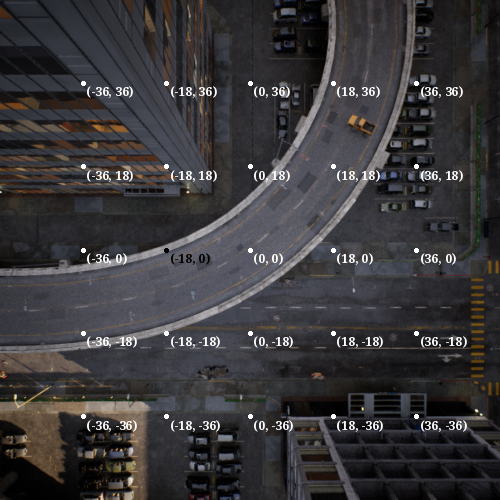 (-36, 36) (-18, 36) (0, 36) (18, 36) (36, 36)
(-36, 18) (-18, 18) (0, 18) (18, 18) (36, 18)
(-36, 0) (-18, 0) (0, 0) (18, 0) (36, 0)
(-36, -18) (-18, -18) (0, -18) (18, -18) (36, -18)
(-36, -36) (-18, -36) (0, -36) (18, -36) (36, -36)